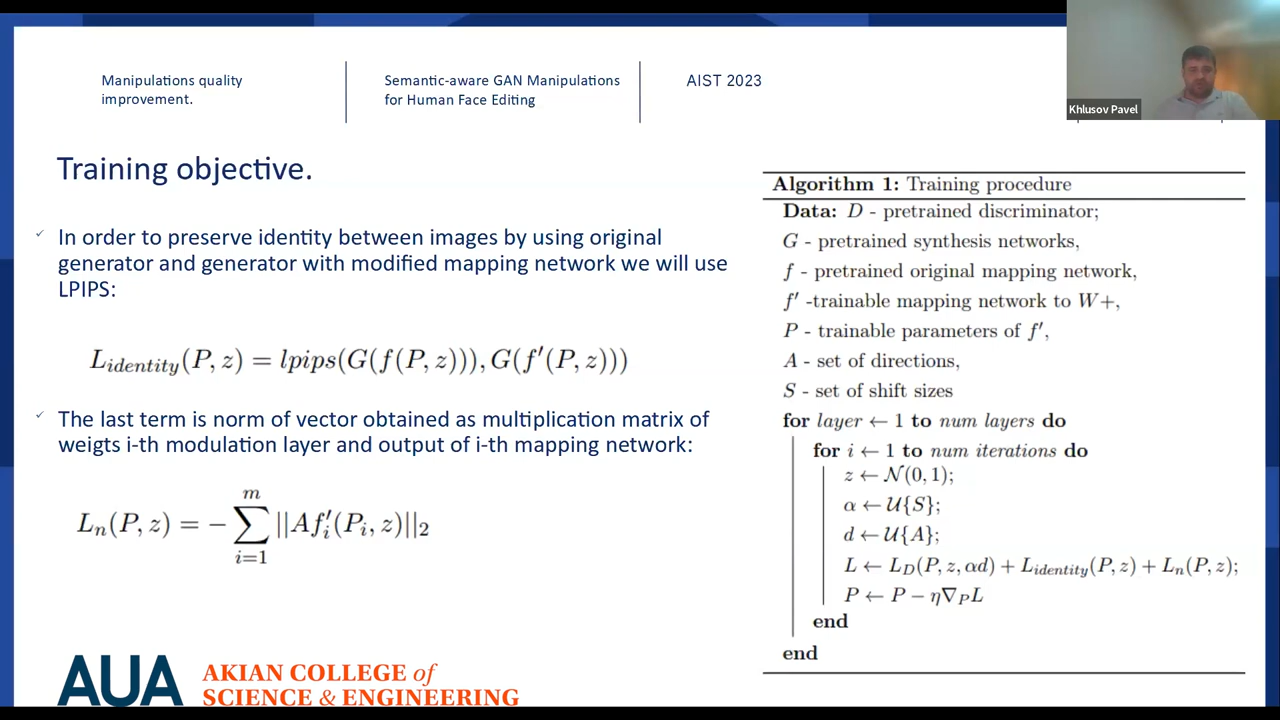 Manipulations quality
improvement.
Semantic-aware GAN Manipulations
for Human Face Editing
AIST 2023
Khlusov Pavel
Training objective.
✓ In order to preserve identity between images by using original
generator and generator with modified mapping network we will use
LPIPS:
L_{identity}(P, z) = lpips(G(f(P, z))), G(f'(P, z)))
✓ The last term is norm of vector obtained as multiplication matrix of
weigts i-th modulation layer and output of i-th mapping network:
L_n(P, z) = -\sum_{i=1}^{m} ||Af'_i(P_i, z)||_2
Algorithm 1: Training procedure
Data: D - pretrained discriminator;
G - pretrained synthesis networks,
f - pretrained original mapping network,
f' -trainable mapping network to W+,
P - trainable parameters of f',
A - set of directions,
S - set of shift sizes
for layer ← 1 to num layers do
for i ← 1 to num iterations do
z ← N(0, 1);
α ← U{S};
d ← U{A};
L ← L_D(P, z, αd) + L_{identity}(P, z) + L_n(P, z);
P ← P − η∇_P L
end
end
AUA
AKIAN COLLEGE of
SCIENCE & ENGINEERING